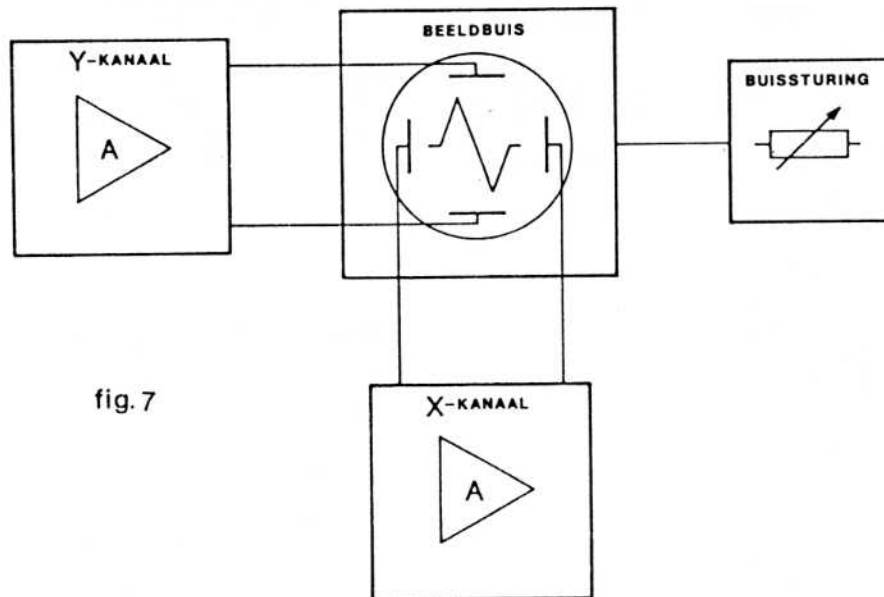 BEELDBUIS
Y-KANAAL
A
BUISSTURING
fig. 7
X-KANAAL
A